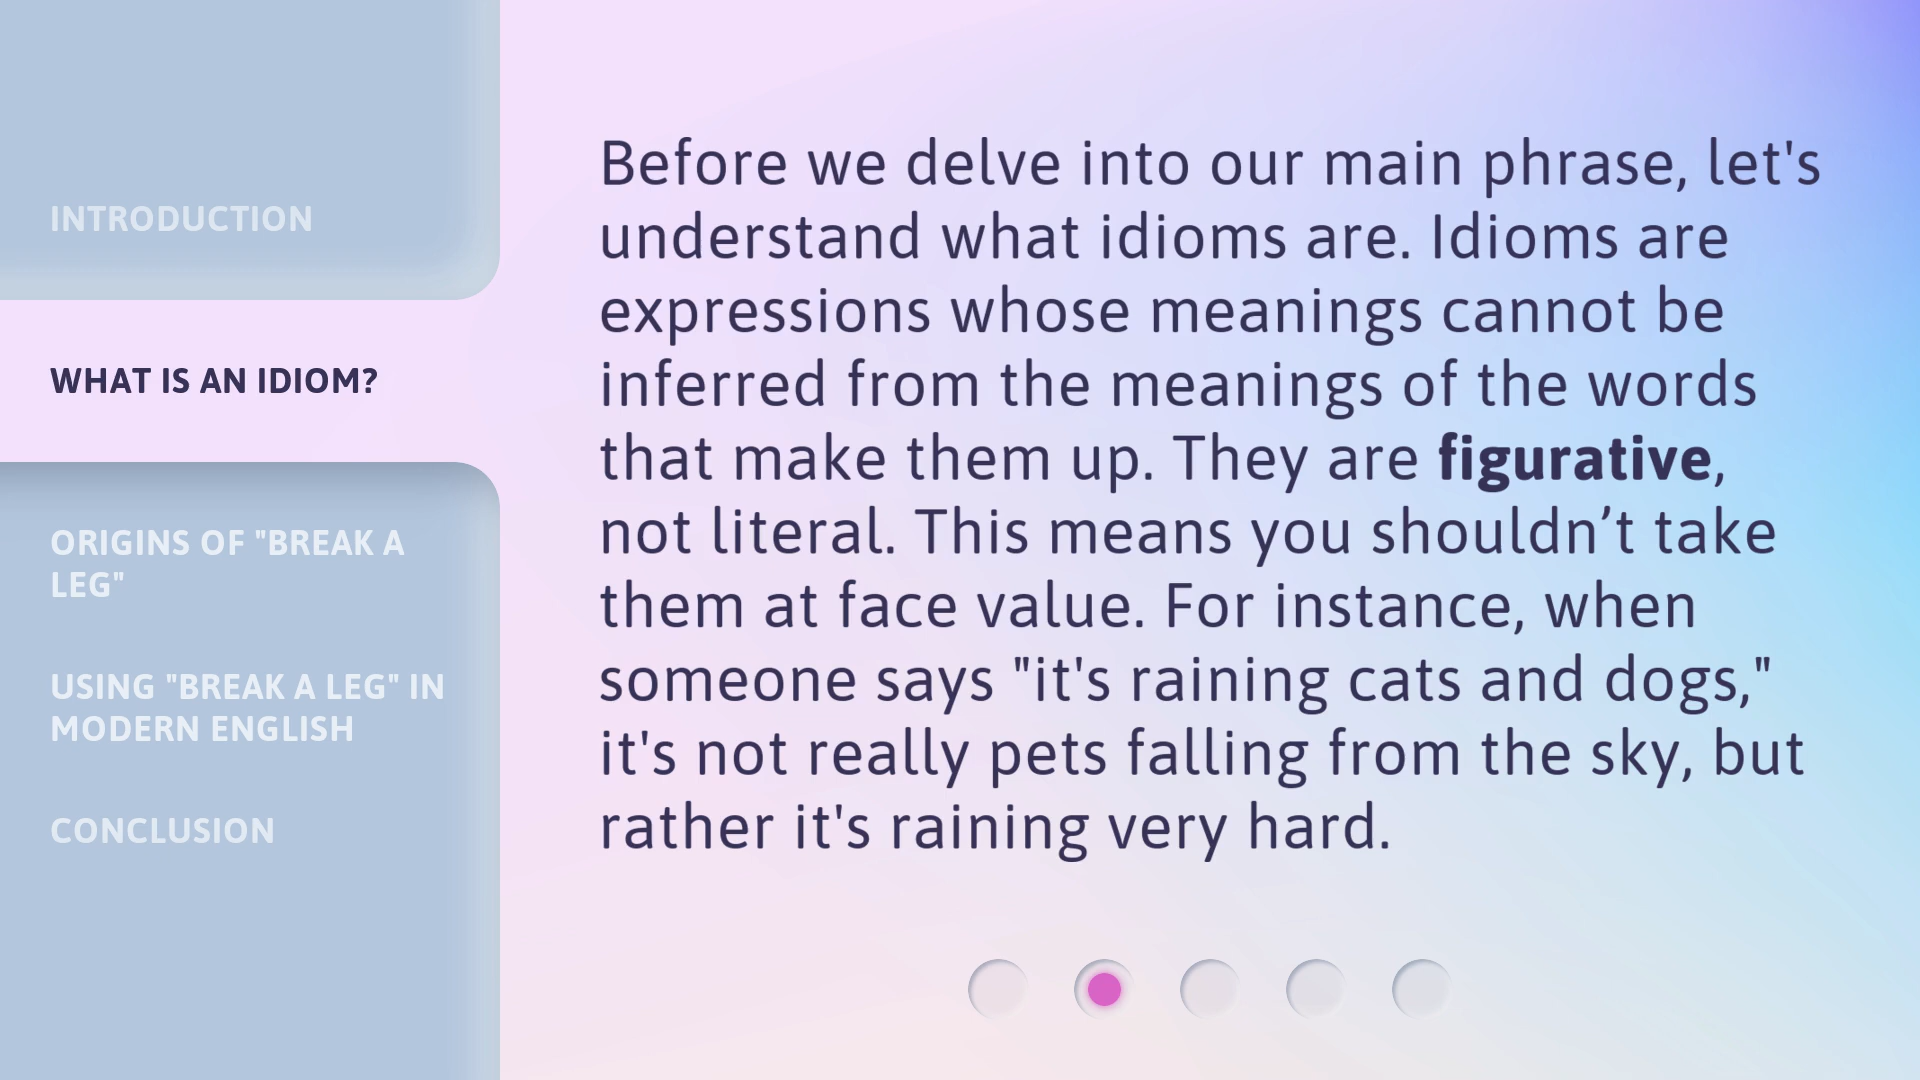 INTRODUCTION
WHAT IS AN IDIOM?
ORIGINS OF "BREAK A
LEG"
USING "BREAK A LEG" IN
MODERN ENGLISH
CONCLUSION
Before we delve into our main phrase, let's
understand what idioms are. Idioms are
expressions whose meanings cannot be
inferred from the meanings of the words
that make them up. They are figurative,
not literal. This means you shouldn’t take
them at face value. For instance, when
someone says "it's raining cats and dogs,"
it's not really pets falling from the sky, but
rather it's raining very hard.